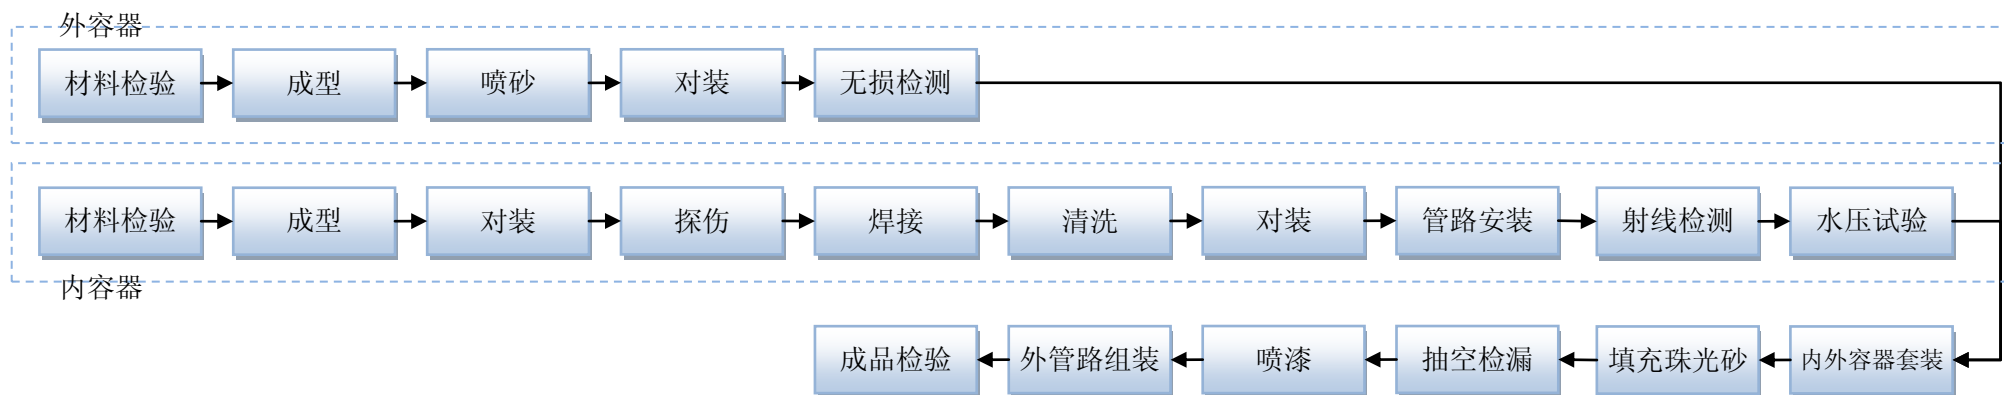 外容器
材料检验 成型 喷砂 对装 无损检测
材料检验 成型 对装 探伤 焊接 清洗 对装 管路安装 射线检测 水压试验
内容器
成品检验 外管路组装 喷漆 抽空检漏 填充珠光砂 内外容器套装